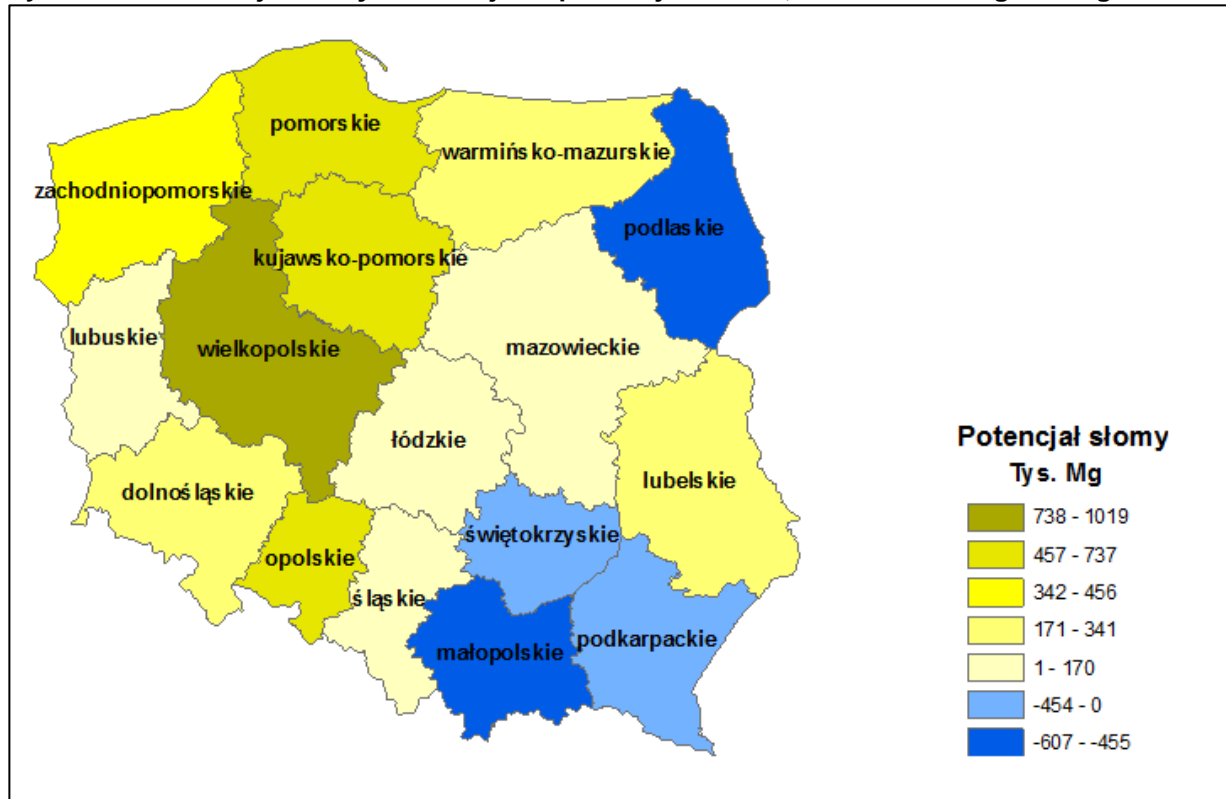 pomorskie
warmińsko-mazurskie
zachodniopomorskie
podlaskie
kujawsko-pomorskie
lubuskie
wielkopolskie
mazowieckie
łódzkie
lubelskie
dolnośląskie
świętokrzyskie
opolskie
śląskie
podkarpackie
małopolskie
Potencjał słomy
Tys. Mg
738 - 1019
457 - 737
342 - 456
171 - 341
1 - 170
-454 - 0
-607 - -455